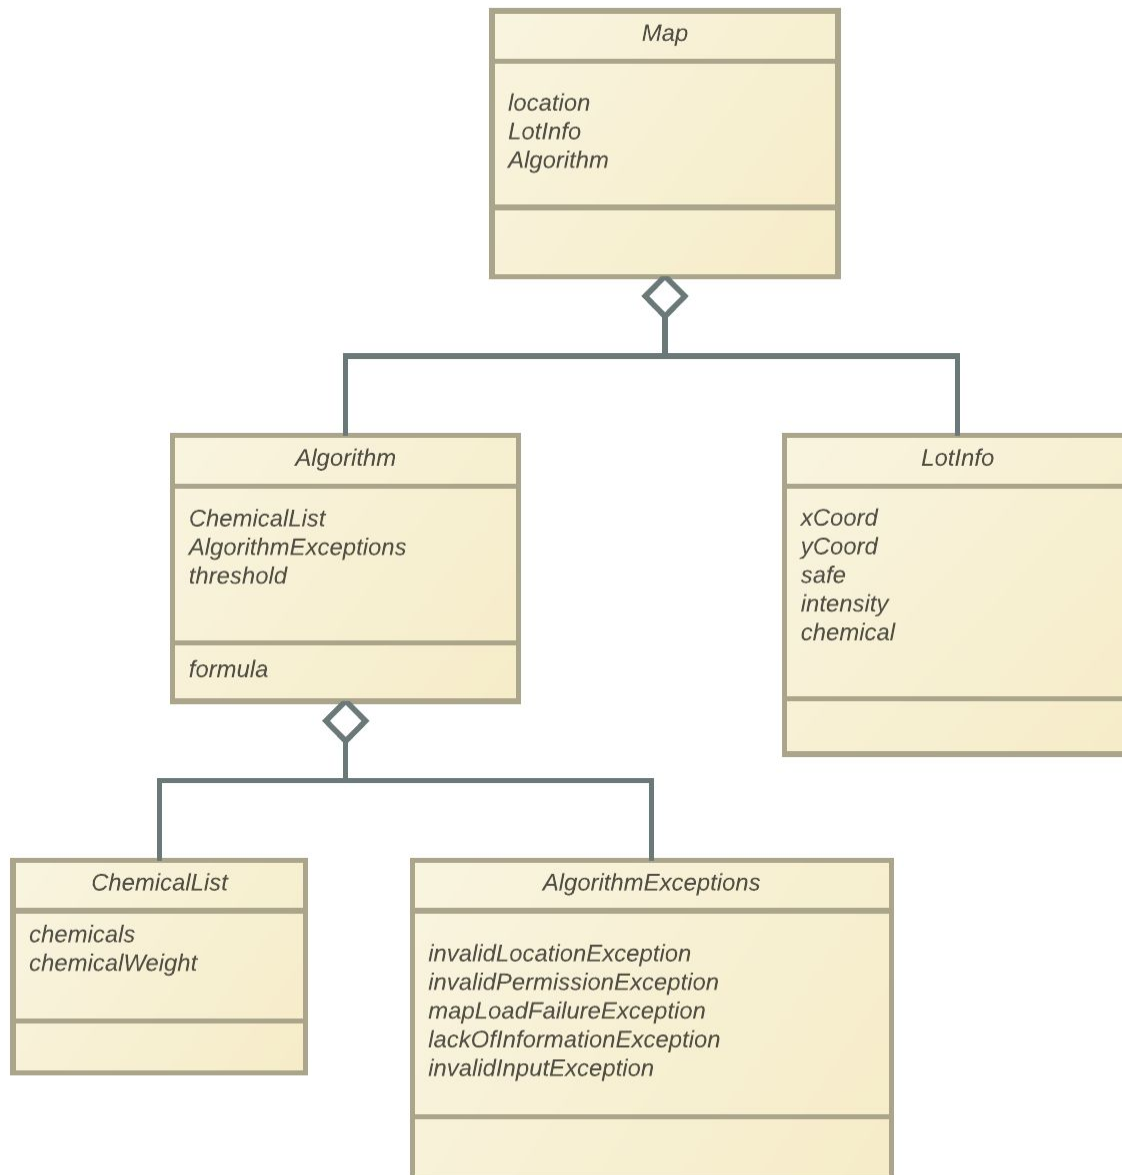 Map
location
LotInfo
Algorithm
Algorithm
ChemicalList
AlgorithmExceptions
threshold
formula
LotInfo
xCoord
yCoord
safe
intensity
chemical
ChemicalList
chemicals
chemicalWeight
AlgorithmExceptions
invalidLocationException
invalidPermissionException
mapLoadFailureException
lackOfInformationException
invalidInputException